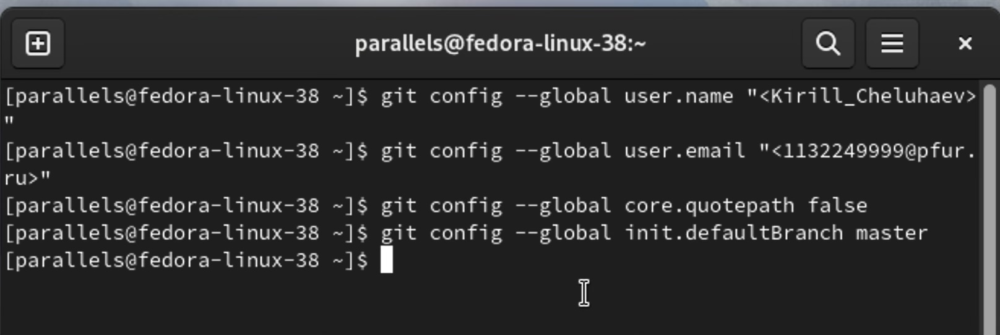 parallels@fedora-linux-38:~
[parallels@fedora-linux-38 ~]$ git config --global user.name "<Kirill_Cheluhaev>
"
[parallels@fedora-linux-38 ~]$ git config --global user.email "<1132249999@pfur.
ru>"
[parallels@fedora-linux-38 ~]$ git config --global core.quotepath false
[parallels@fedora-linux-38 ~]$ git config --global init.defaultBranch master
[parallels@fedora-linux-38 ~]$